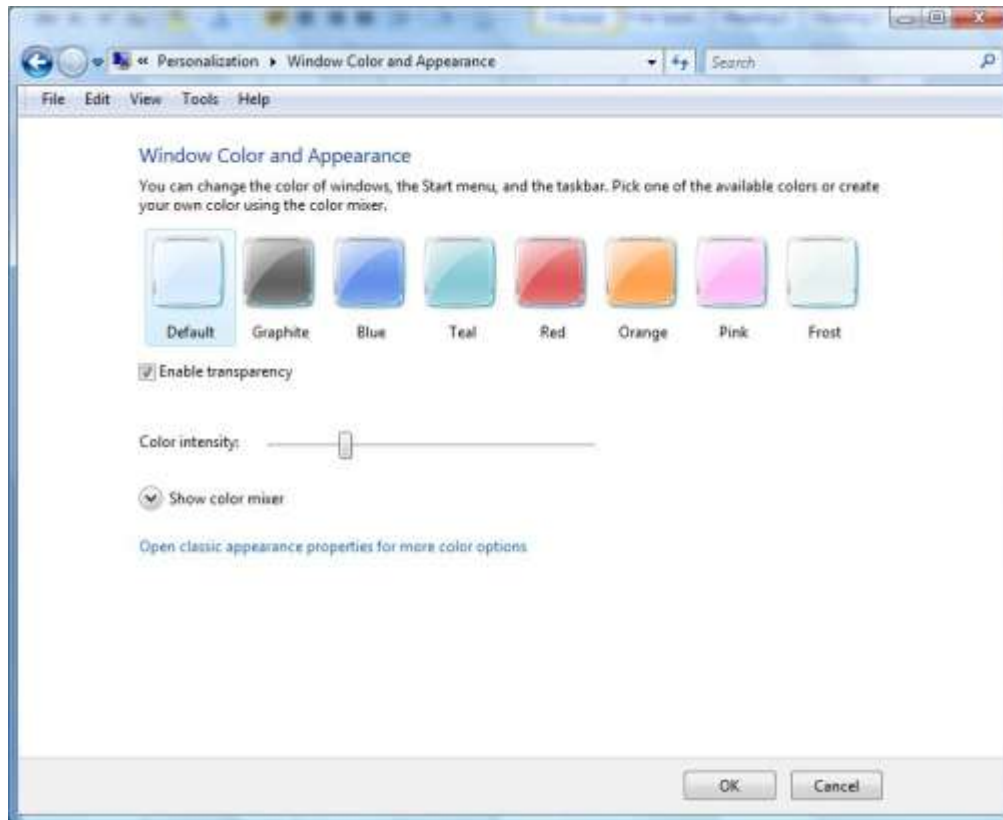 « Personalization ▸ Window Color and Appearance
Search
File Edit View Tools Help
Window Color and Appearance
You can change the color of windows, the Start menu, and the taskbar. Pick one of the available colors or create
your own color using the color mixer.
Default Graphite Blue Teal Red Orange Pink Frost
Enable transparency
Color intensity:
Show color mixer
Open classic appearance properties for more color options
OK Cancel